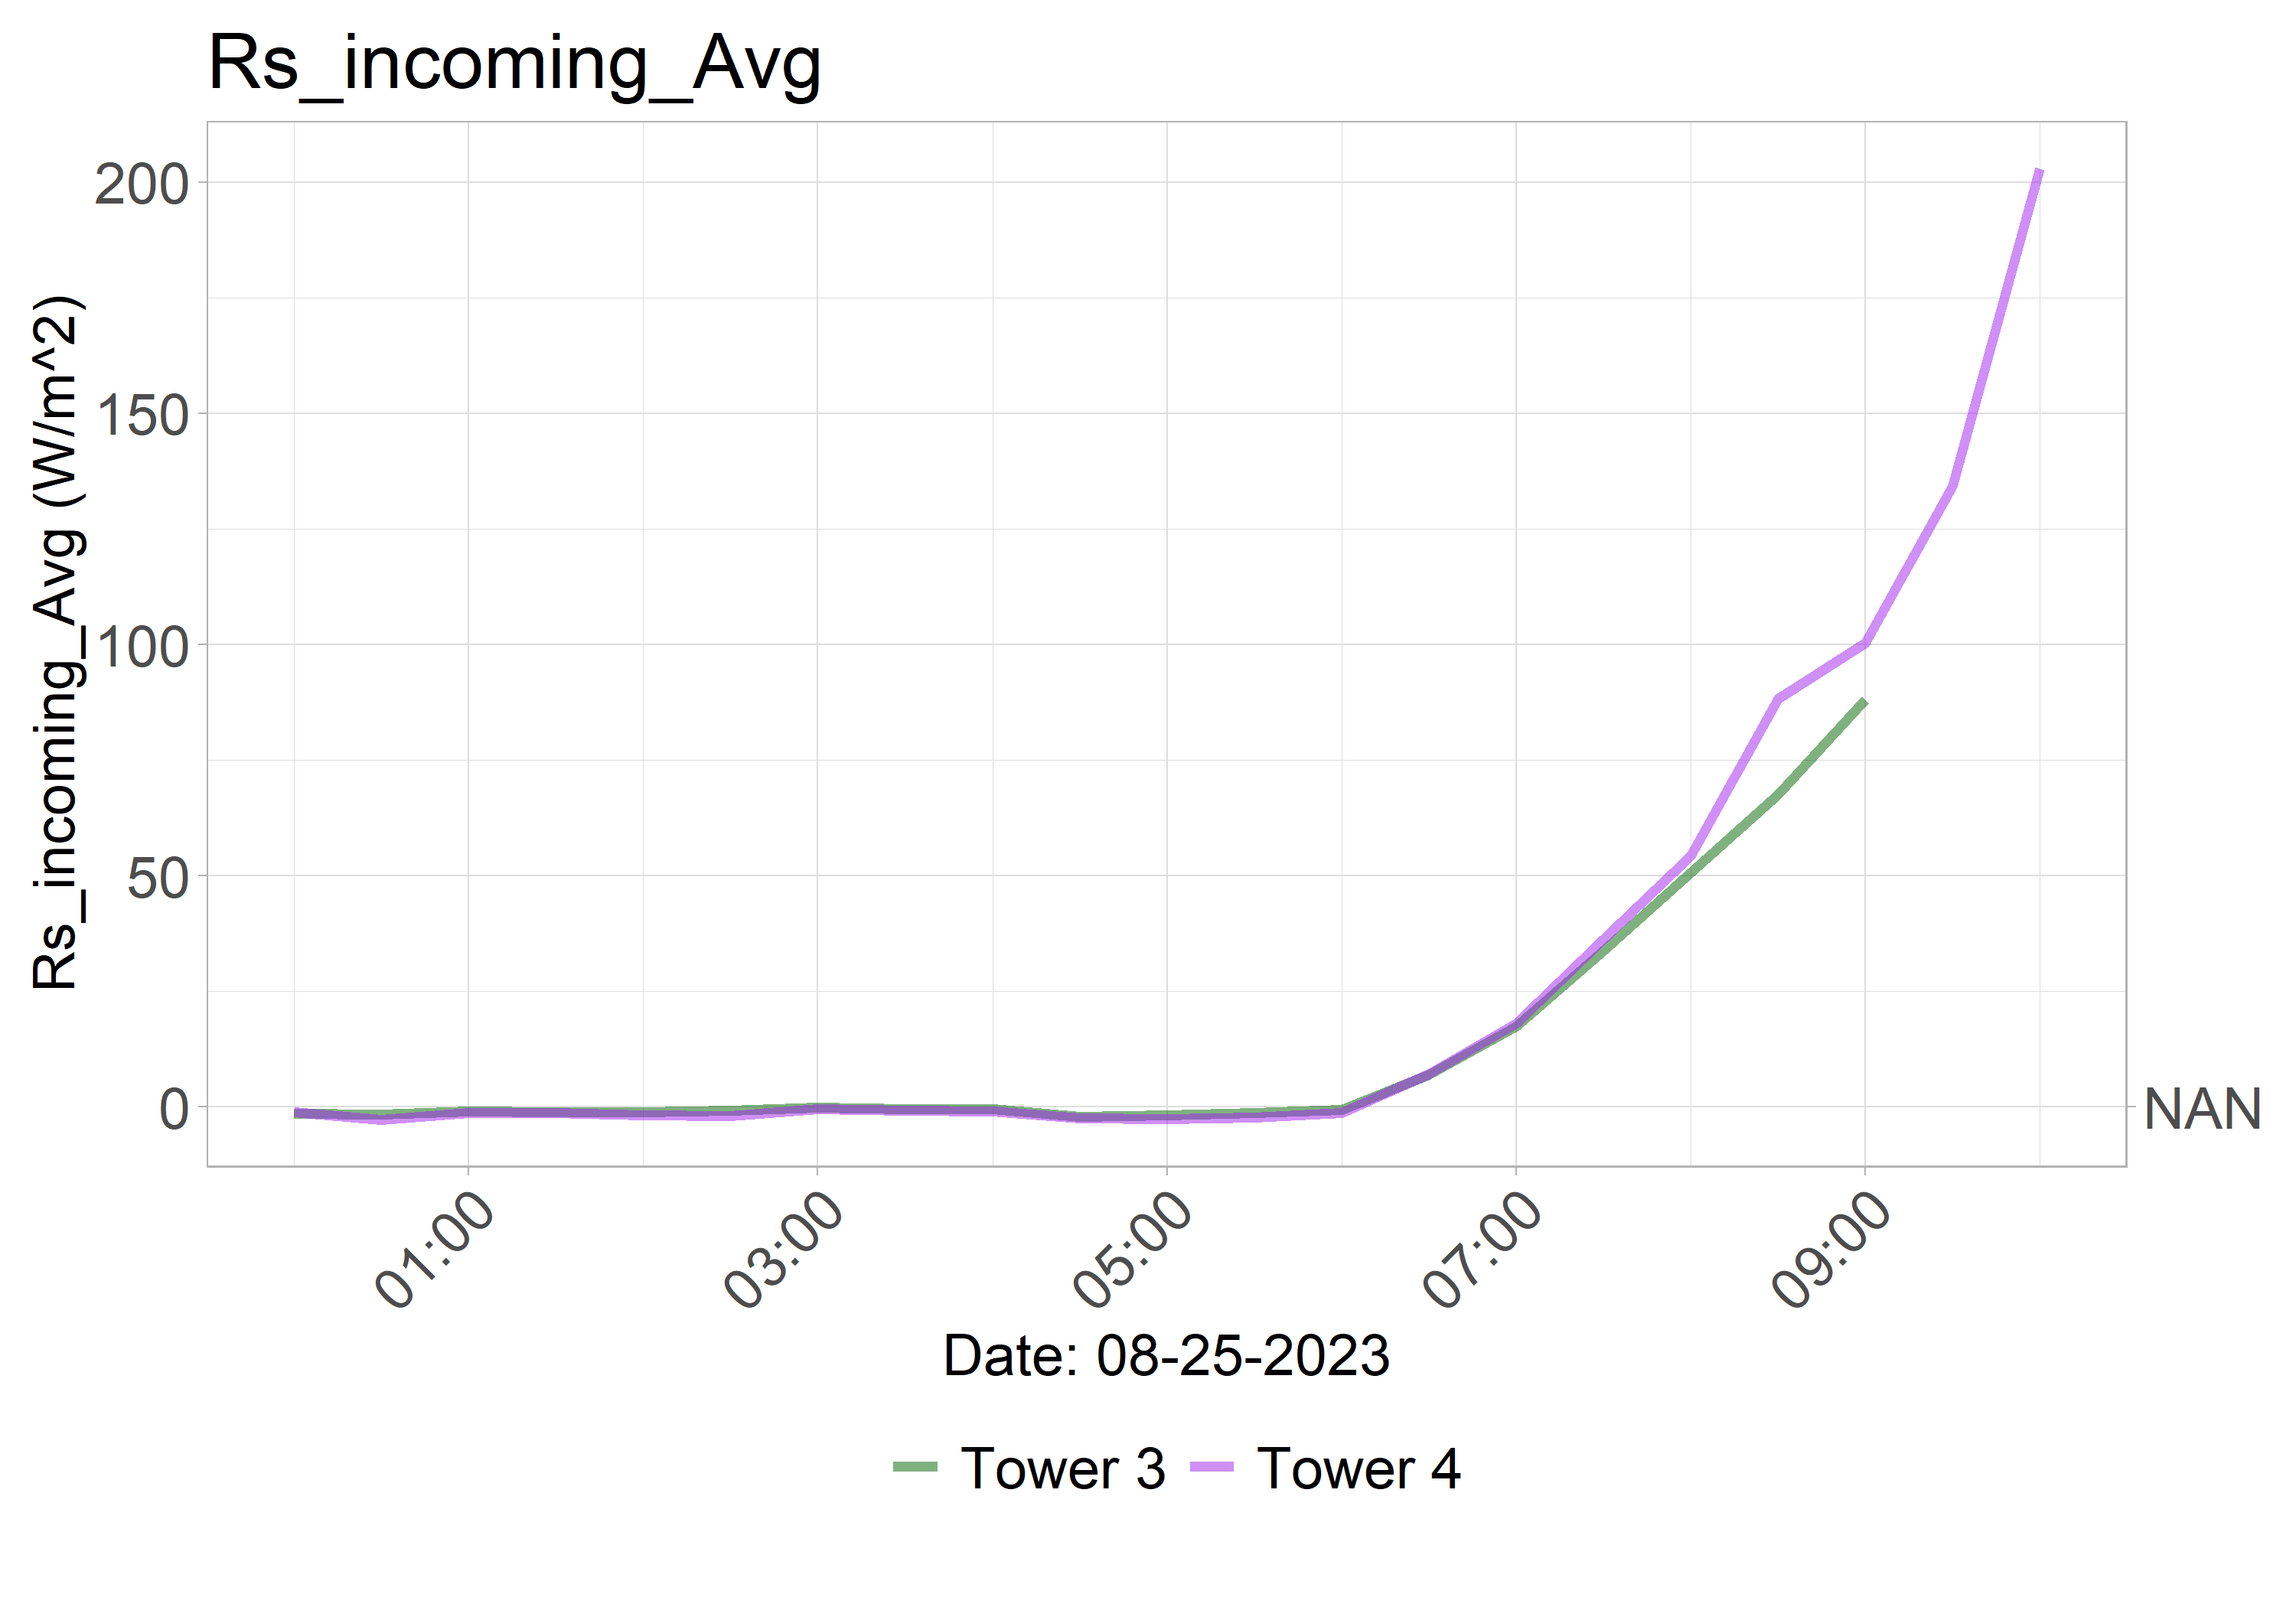 Rs_incoming_Avg
Rs_incoming_Avg (W/m^2)
200
150
100
50
0
NAN
01:00
03:00
05:00
07:00
09:00
Date: 08-25-2023
Tower 3
Tower 4